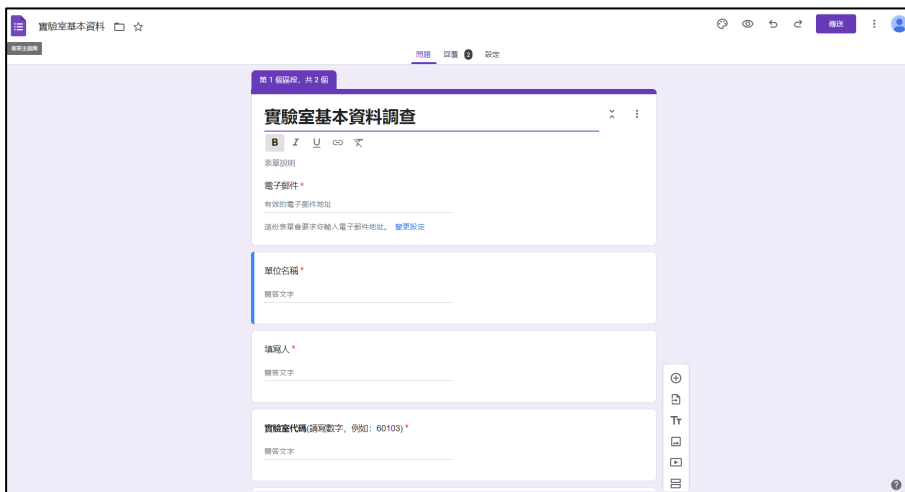 實驗室基本資料
傳送
表單主畫面
問題 回覆 2 設定
第 1 個區段，共 2 個
實驗室基本資料調查
B I U
表單說明
電子郵件 *
有效的電子郵件地址
這份表單會要求你輸入電子郵件地址。 變更設定
單位名稱 *
簡答文字
填寫人 *
簡答文字
實驗室代碼(請寫數字，例如：60103) *
簡答文字
Tт